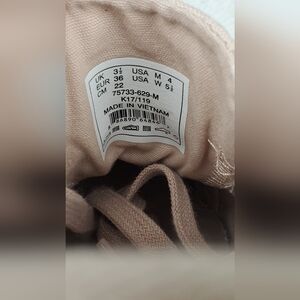 UK 3½ USA M 4
EUR 36 USA W 5½
CM 22
75733-629-M
K17/119
MADE IN VIETNAM